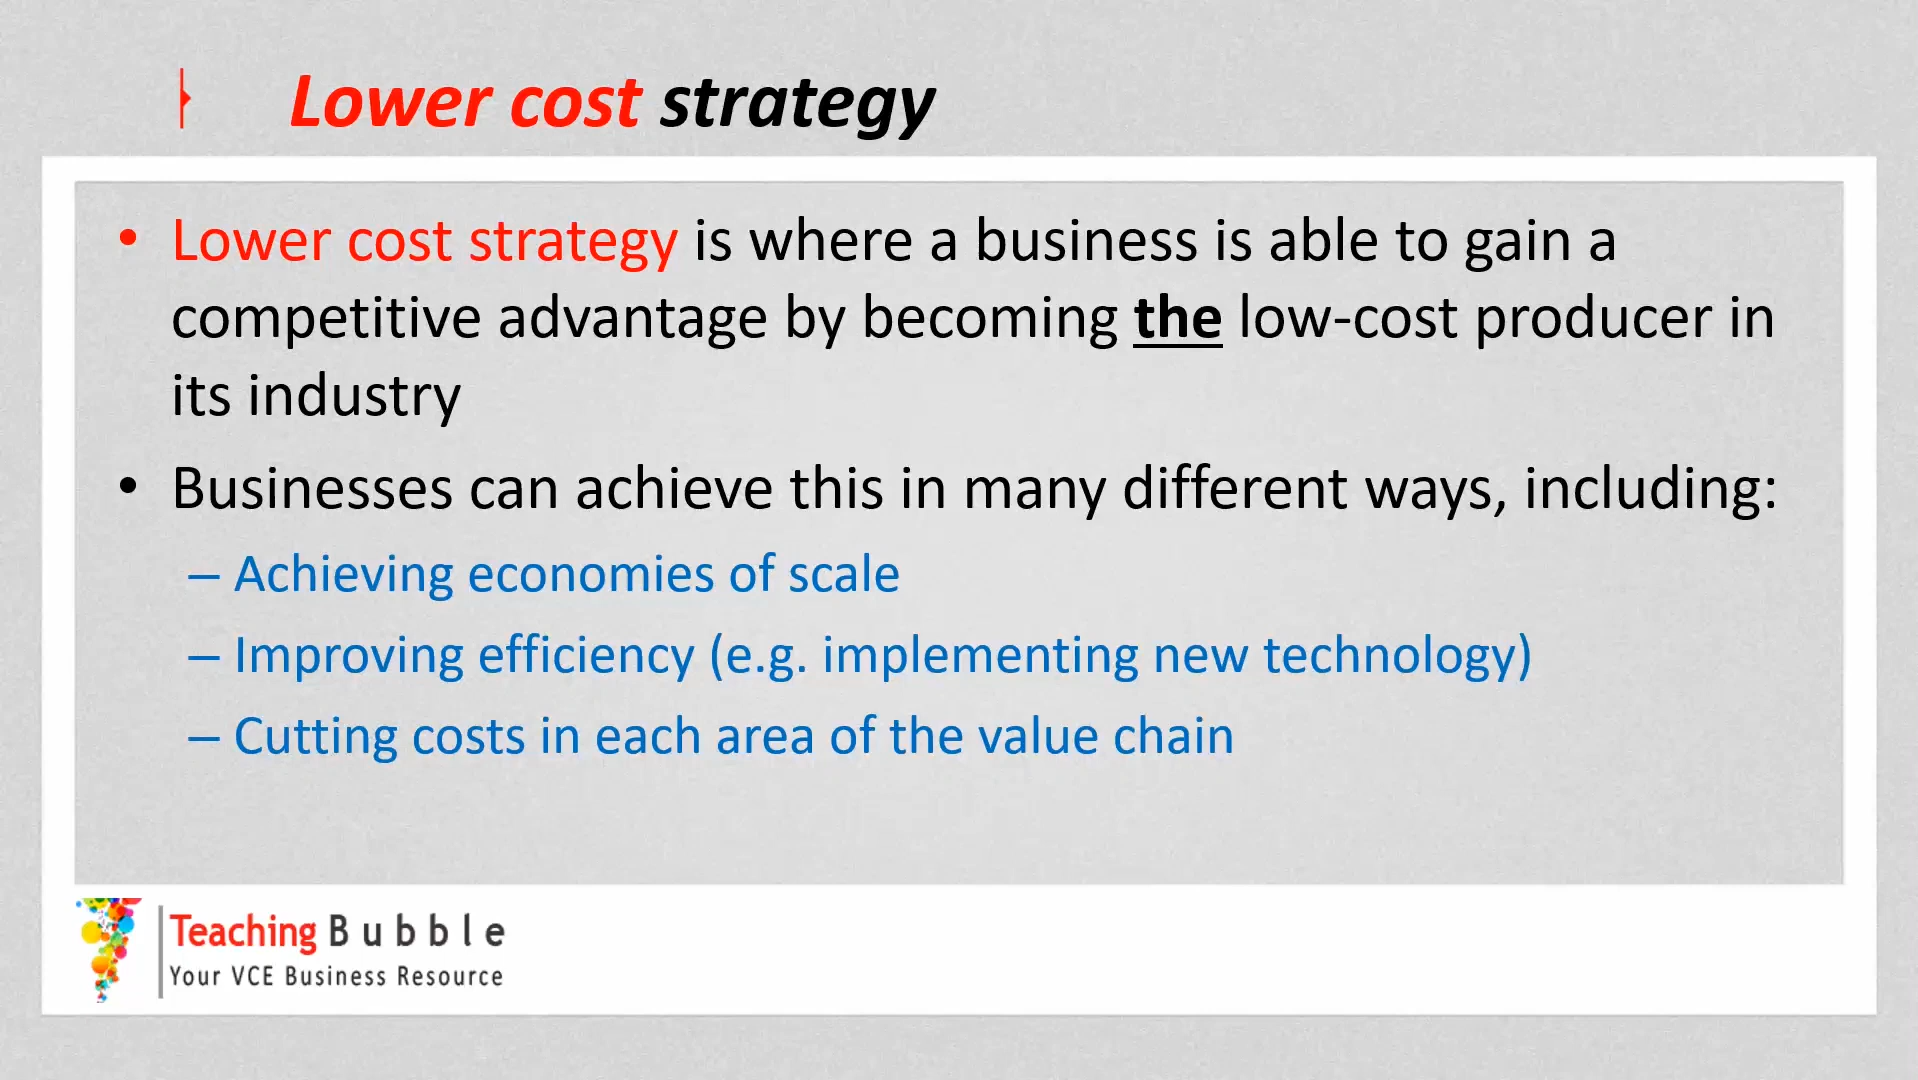 Lower cost strategy
• Lower cost strategy is where a business is able to gain a
competitive advantage by becoming the low-cost producer in
its industry
• Businesses can achieve this in many different ways, including:
– Achieving economies of scale
– Improving efficiency (e.g. implementing new technology)
– Cutting costs in each area of the value chain
Teaching Bubble
Your VCE Business Resource